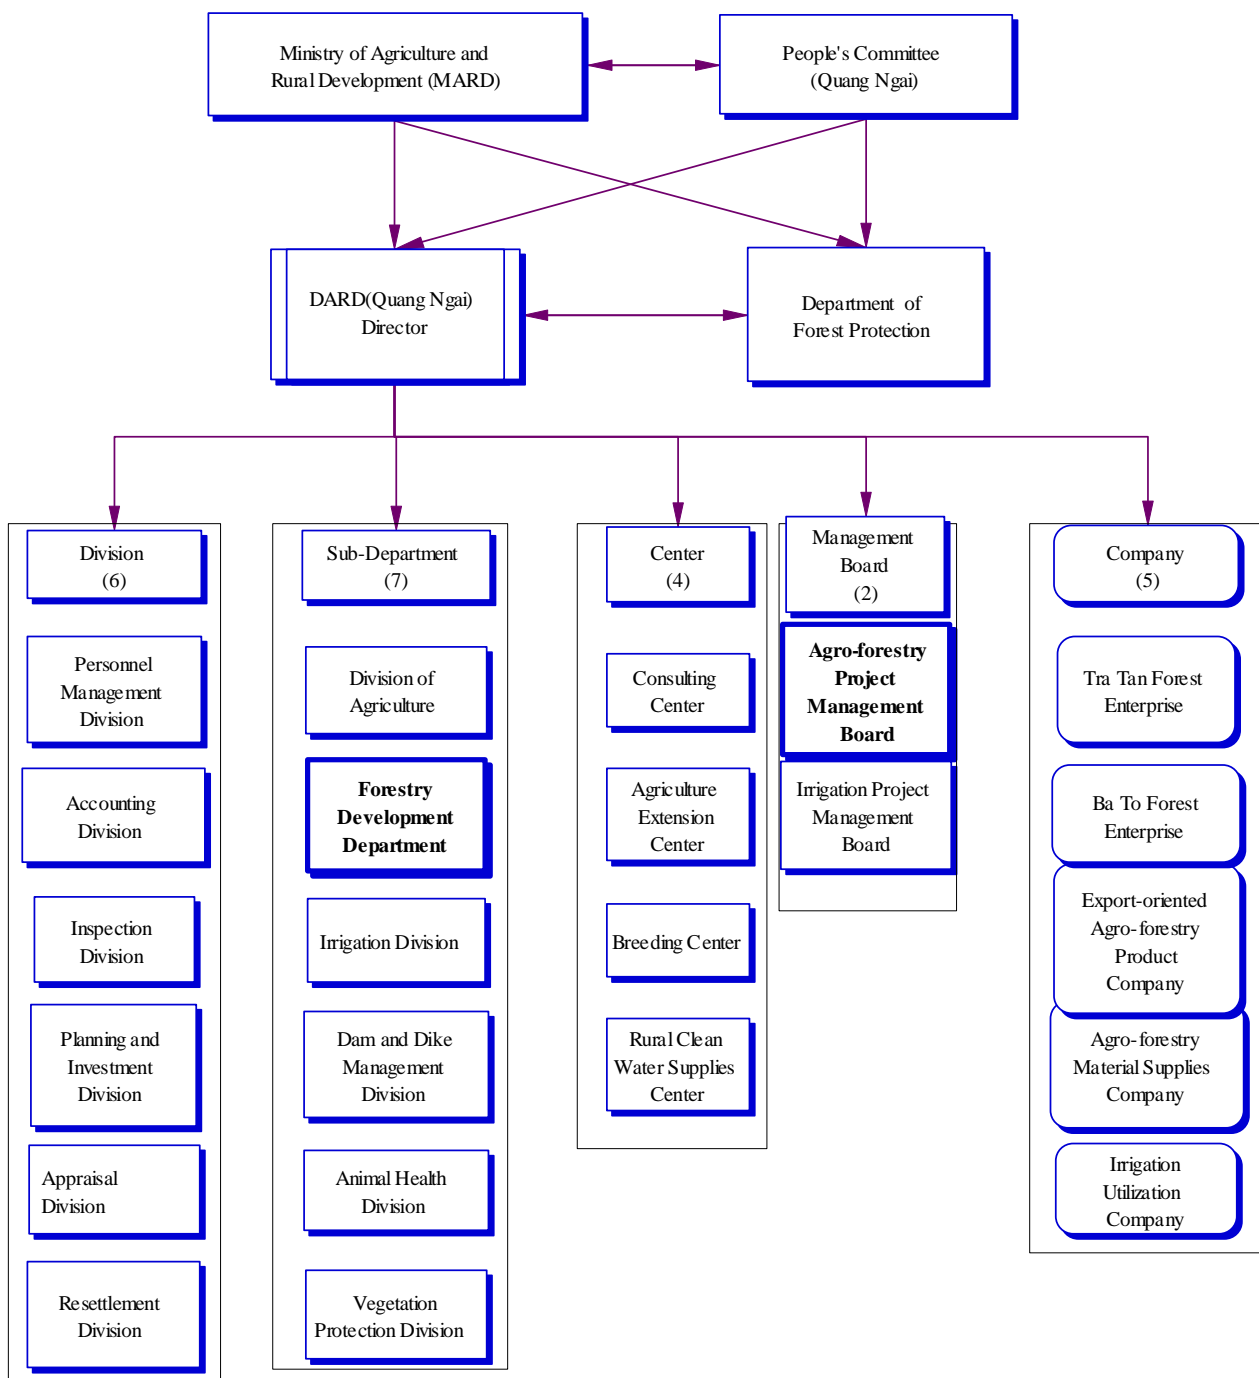 Ministry of Agriculture and
Rural Development (MARD)
People's Committee
(Quang Ngai)
DARD(Quang Ngai)
Director
Department of
Forest Protection
Division
(6)
Personnel
Management
Division
Accounting
Division
Inspection
Division
Planning and
Investment
Division
Appraisal
Division
Resettlement
Division
Sub-Department
(7)
Division of
Agriculture
Forestry
Development
Department
Irrigation Division
Dam and Dike
Management
Division
Animal Health
Division
Vegetation
Protection Division
Center
(4)
Consulting
Center
Agriculture
Extension
Center
Breeding Center
Rural Clean
Water Supplies
Center
Management
Board
(2)
Agro-forestry
Project
Management
Board
Irrigation Project
Management
Board
Company
(5)
Tra Tan Forest
Enterprise
Ba To Forest
Enterprise
Export-oriented
Agro-forestry
Product
Company
Agro-forestry
Material Supplies
Company
Irrigation
Utilization
Company